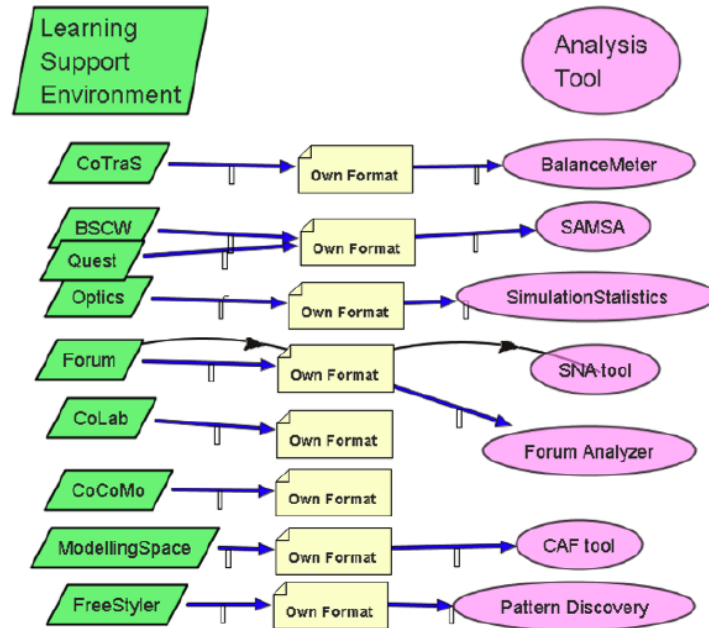 Learning
Support
Environment
Analysis
Tool
CoTraS
Own Format
BalanceMeter
BSCW
Quest
Own Format
SAMSA
Optics
Own Format
SimulationStatistics
Forum
Own Format
SNA tool
Forum Analyzer
CoLab
Own Format
CoCoMo
Own Format
ModellingSpace
Own Format
CAF tool
FreeStyler
Own Format
Pattern Discovery